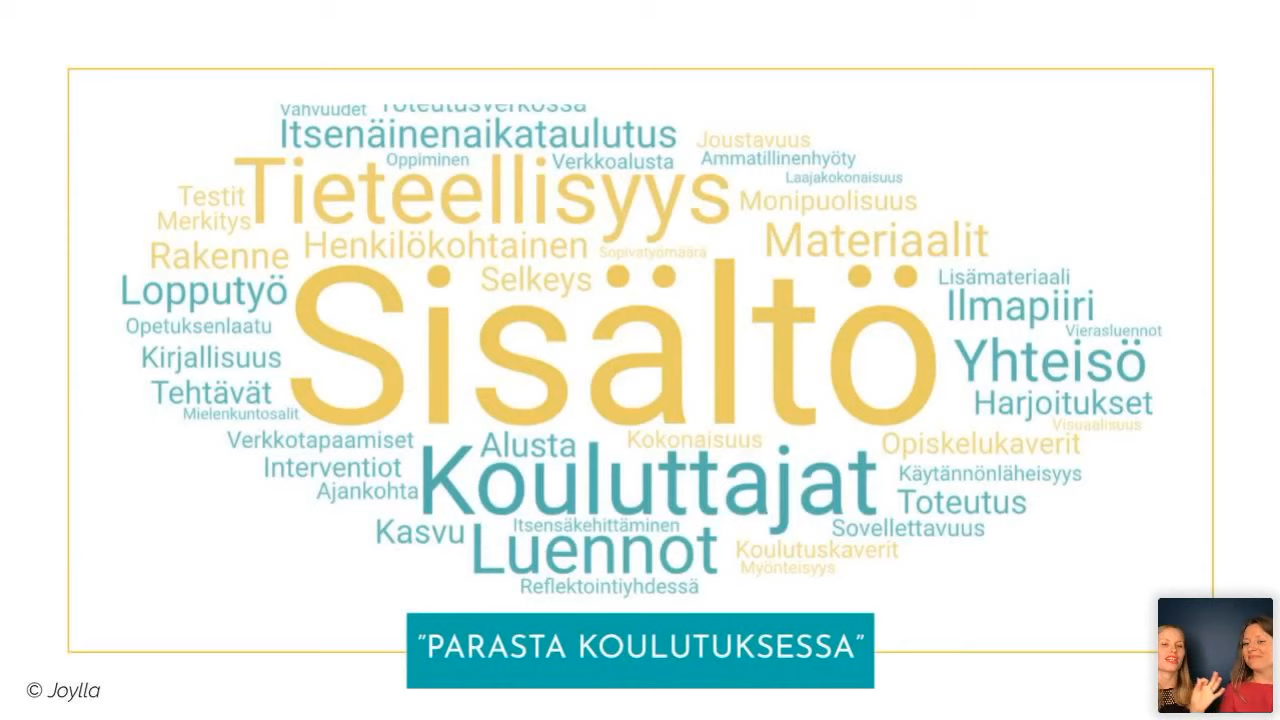 Vahvuudet Toteutusverkossa
Itsenäinenaikataulutus Joustavuus
Oppiminen Verkkoalusta Ammatillinenhyöty
Tieteellisyys Laajakokonaisuus
Testit Monipuolisuus
Merkitys
Rakenne Henkilökohtainen Sopivatyömäärä Materiaalit
Selkeys Lisämateriaali
Lopputyö Sisältö Ilmapiiri
Opetuksenlaatu Vierasluennot
Kirjallisuus Yhteisö
Tehtävät Harjoitukset
Mielenkuntosalit Visuaalisuus
Verkkotapaamiset Alusta Kokonaisuus Opiskelukaverit
Interventiot Kouluttajat Käytännönläheisyys
Ajankohta Toteutus
Kasvu Itsensäkehittäminen Sovellettavuus
Luennot Koulutuskaverit
Myönteisyys
Reflektointiyhdessä
"PARASTA KOULUTUKSESSA"
© Joylla